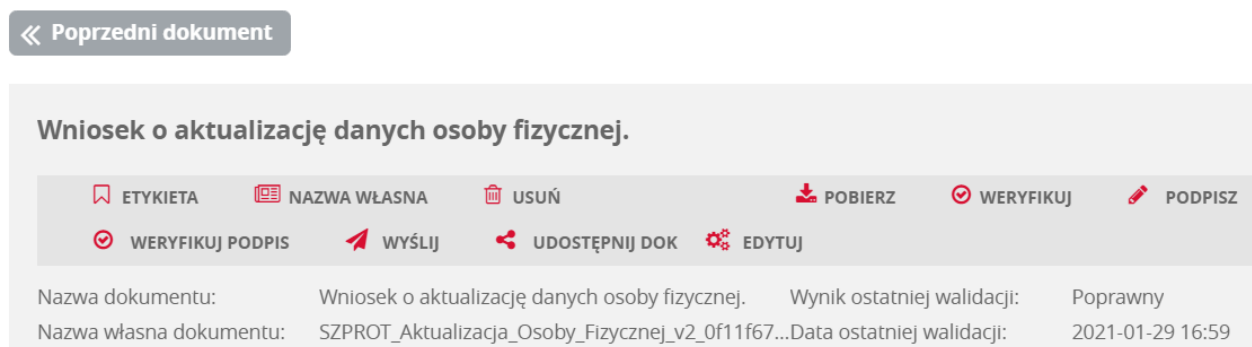 Poprzedni dokument
Wniosek o aktualizację danych osoby fizycznej.
ETYKIETA NAZWA WŁASNA USUŃ POBIERZ WERYFIKUJ PODPISZ
WERYFIKUJ PODPIS WYŚLIJ UDOSTĘPNIJ DOK EDYTUJ
Nazwa dokumentu: Wniosek o aktualizację danych osoby fizycznej. Wynik ostatniej walidacji: Poprawny
Nazwa własna dokumentu: SZPROT_Aktualizacja_Osoby_Fizycznej_v2_0f11f67... Data ostatniej walidacji: 2021-01-29 16:59